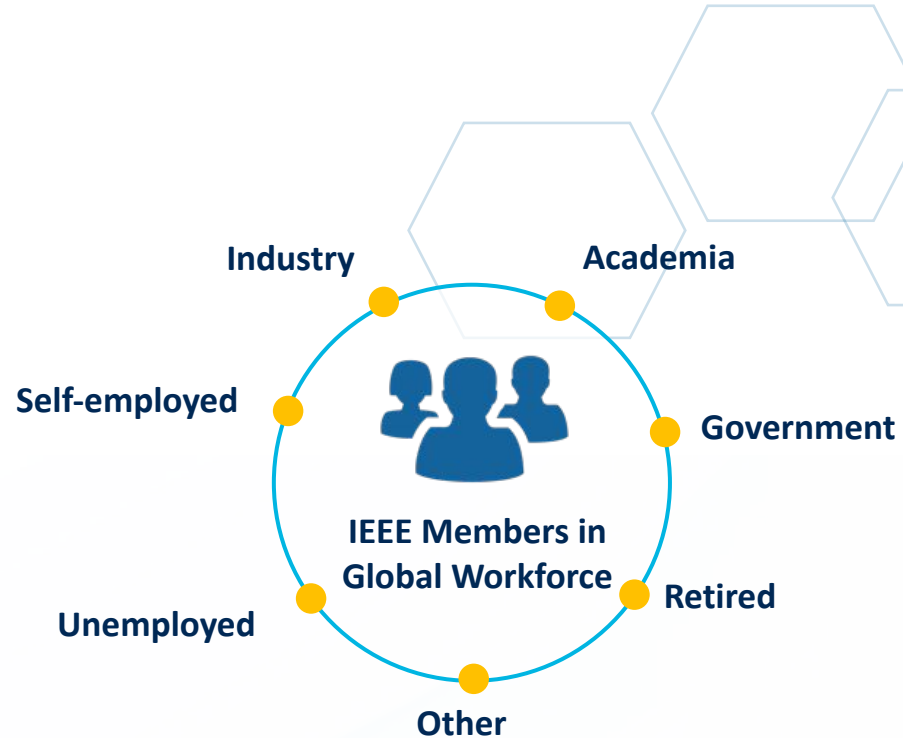 Industry
Academia
Self-employed
Government
IEEE Members in
Global Workforce
Retired
Unemployed
Other